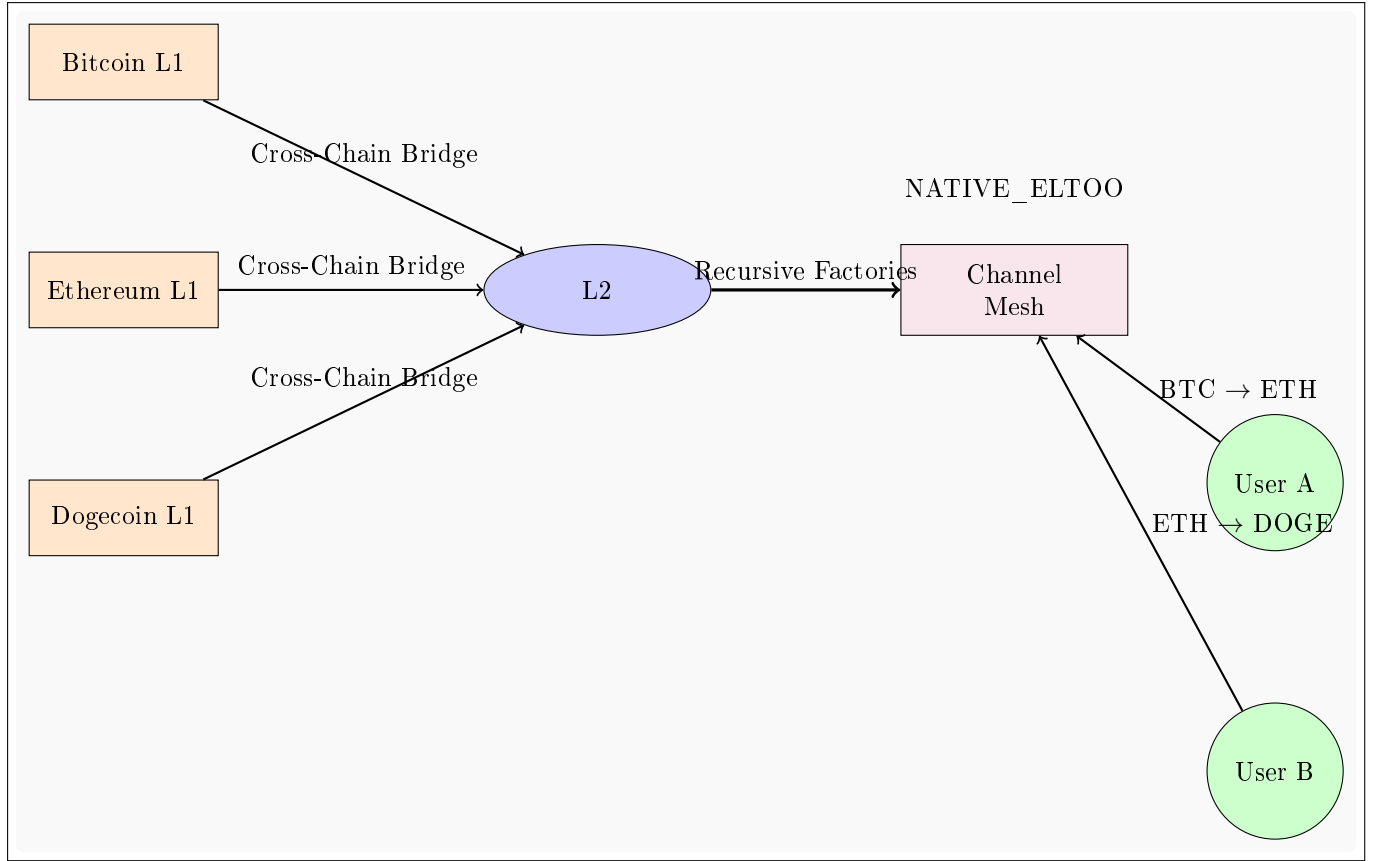 Bitcoin L1
Cross-Chain Bridge
NATIVE_ELTOO
Cross-Chain Bridge
Recursive Factories
Ethereum L1
L2
Channel
Mesh
Cross-Chain Bridge
BTC → ETH
User A
Dogecoin L1
ETH → DOGE
User B